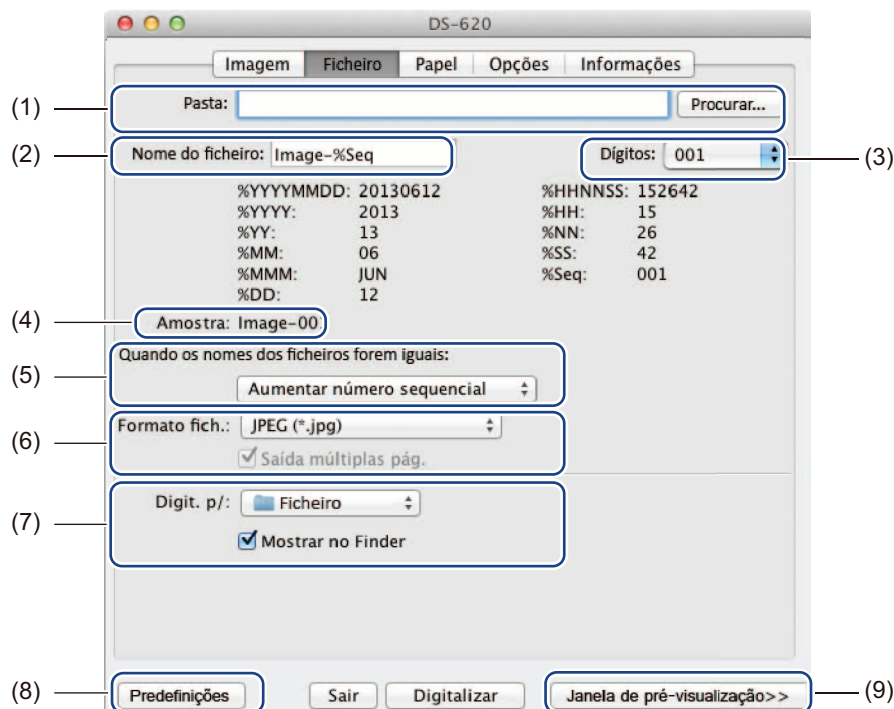 DS-620
Imagem Ficheiro Papel Opções Informações
(1) Pasta: Procurar...
(2) Nome do ficheiro: Image-%Seq Dígitos: 001 (3)
%YYYYMMDD: 20130612 %HHNNSS: 152642
%YYYY: 2013 %HH: 15
%YY: 13 %NN: 26
%MM: 06 %SS: 42
%MMM: JUN %Seq: 001
%DD: 12
(4) Amostra: Image-00
(5) Quando os nomes dos ficheiros forem iguais:
Aumentar número sequencial
(6) Formato fich.: JPEG (*.jpg)
Saída múltiplas pág.
(7) Digit. p/: Ficheiro
Mostrar no Finder
(8) Predefinições Sair Digitalizar Janela de pré-visualização>> (9)